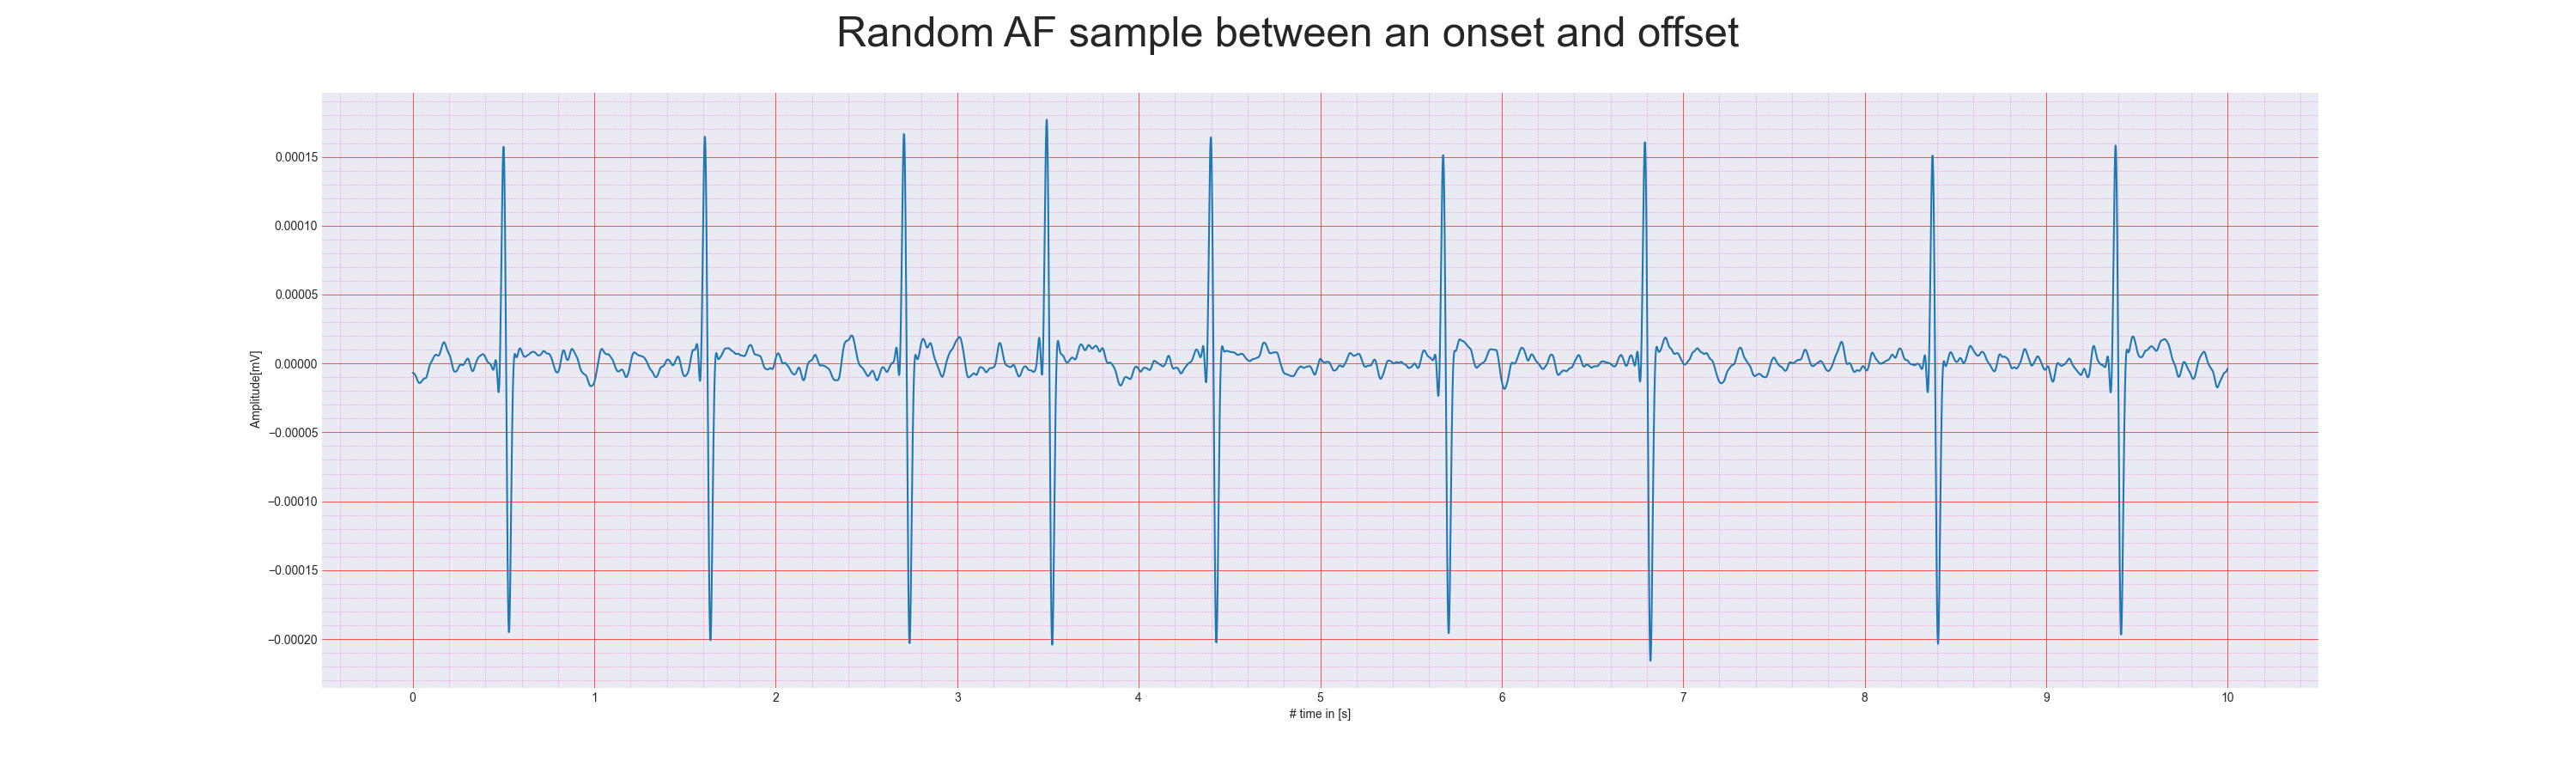 Random AF sample between an onset and offset
0.00015
0.00010
0.00005
0.00000
−0.00005
−0.00010
−0.00015
−0.00020
Amplitude[mV]
0 1 2 3 4 5 6 7 8 9 10
# time in [s]